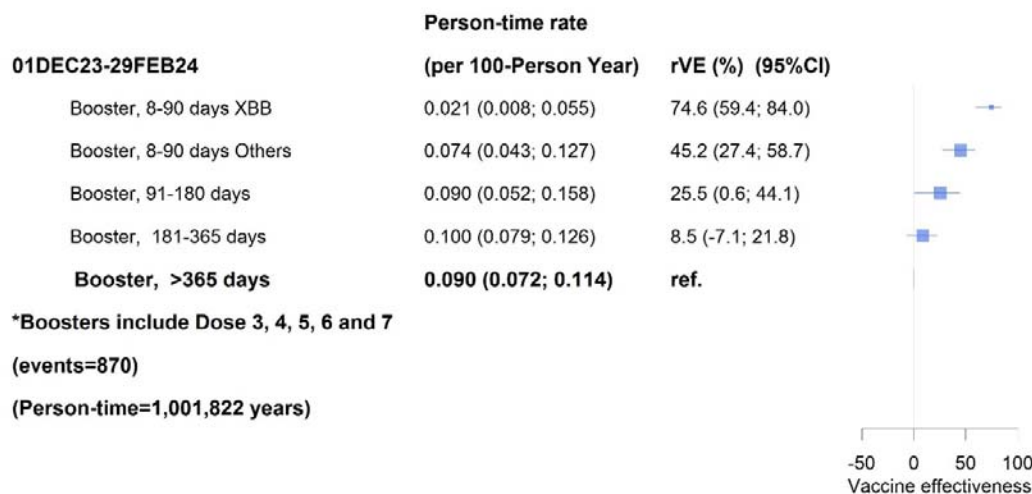 Person-time rate
01DEC23-29FEB24 (per 100-Person Year) rVE (%) (95%CI)
Booster, 8-90 days XBB 0.021 (0.008; 0.055) 74.6 (59.4; 84.0)
Booster, 8-90 days Others 0.074 (0.043; 0.127) 45.2 (27.4; 58.7)
Booster, 91-180 days 0.090 (0.052; 0.158) 25.5 (0.6; 44.1)
Booster, 181-365 days 0.100 (0.079; 0.126) 8.5 (-7.1; 21.8)
Booster, >365 days 0.090 (0.072; 0.114) ref.
*Boosters include Dose 3, 4, 5, 6 and 7
(events=870)
(Person-time=1,001,822 years)
-50 0 50 100
Vaccine effectiveness